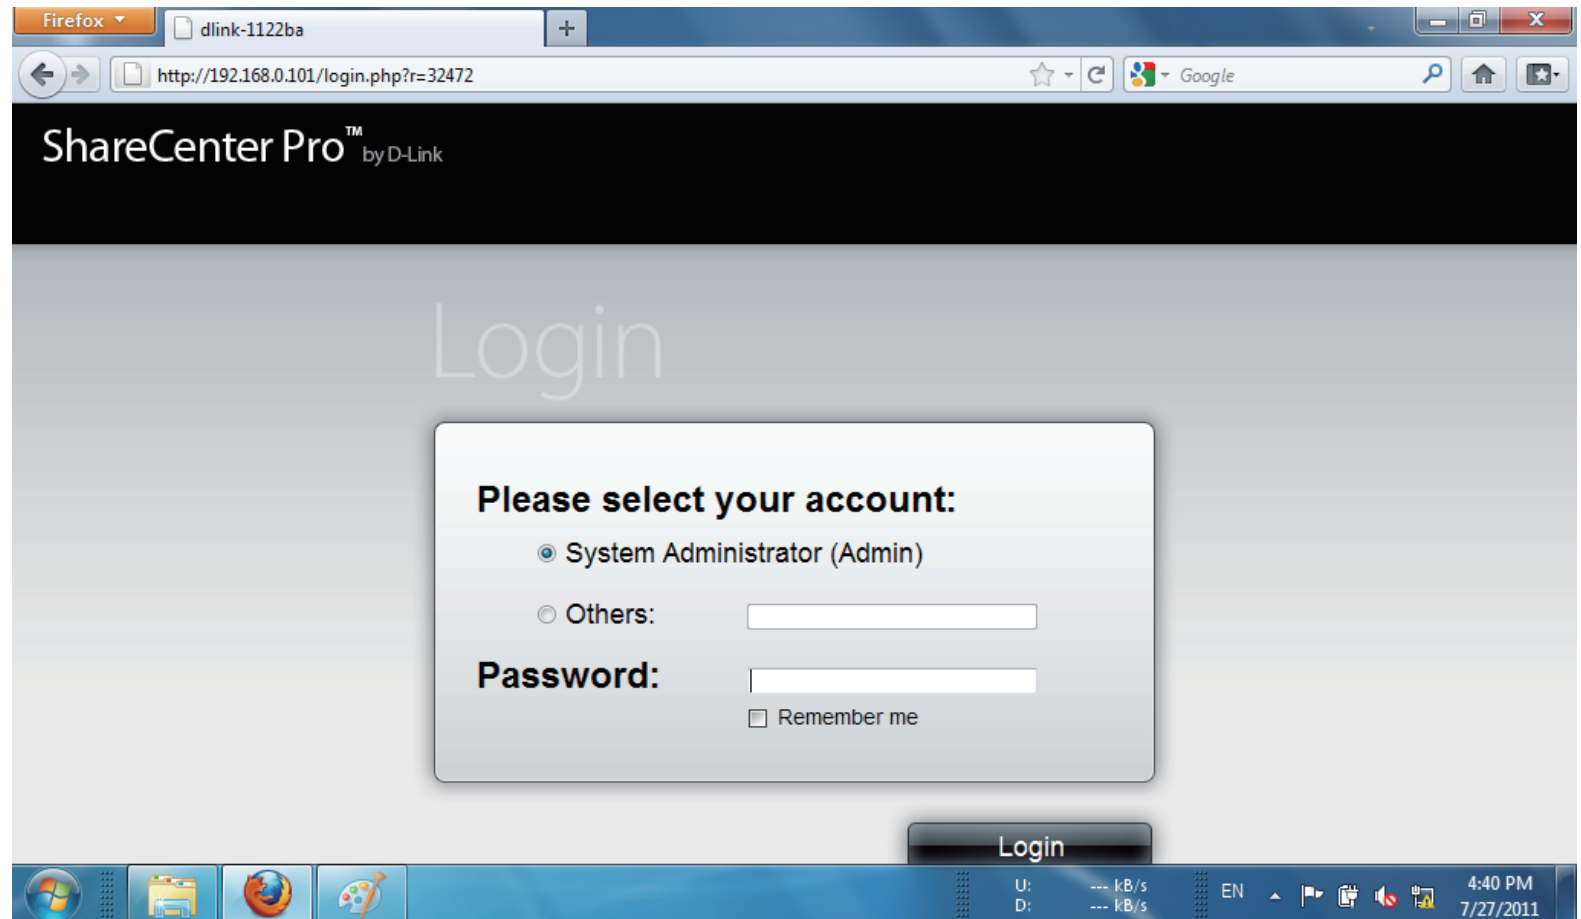 Firefox
dlink-1122ba
http://192.168.0.101/login.php?r=32472
Google
ShareCenter Pro™ by D-Link
Login
Please select your account:
System Administrator (Admin)
Others:
Password:
Remember me
Login
U: --- kB/s
D: --- kB/s
EN
4:40 PM
7/27/2011